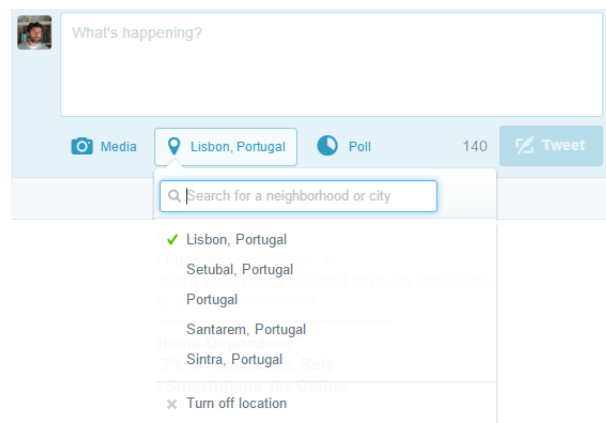 What's happening?
Media Lisbon, Portugal Poll 140 Tweet
Search for a neighborhood or city
Lisbon, Portugal
Setubal, Portugal
Portugal
Santarem, Portugal
Sintra, Portugal
Turn off location